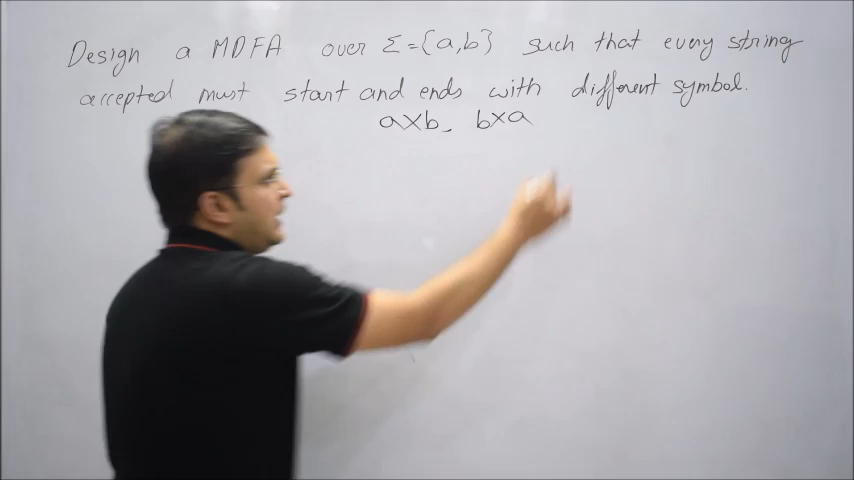 Design a MDFA over Σ={a,b} such that every string
accepted must start and ends with different symbol.
aXb, bXa